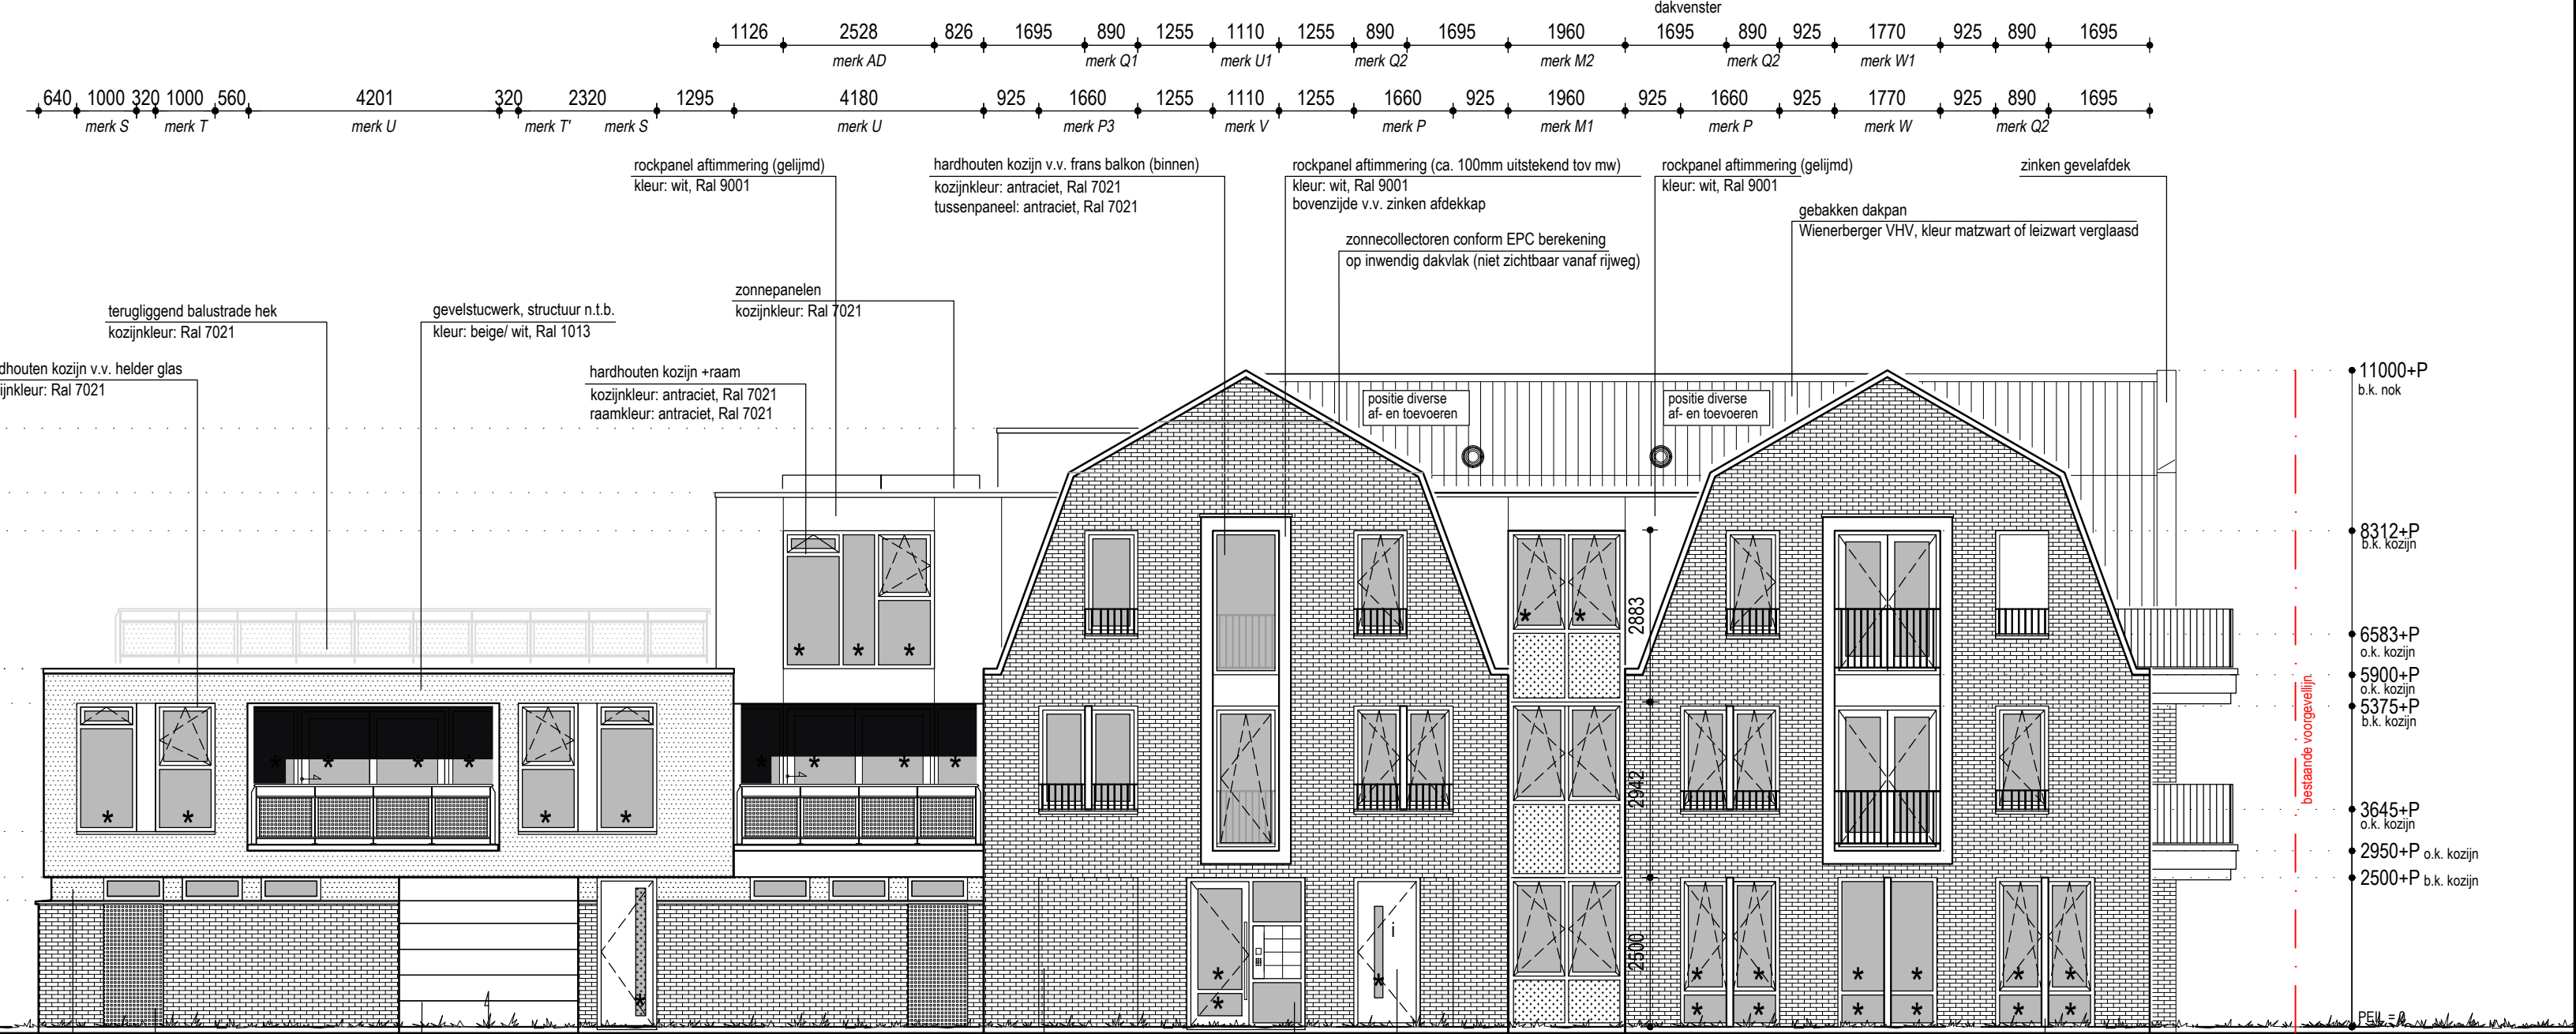 dakvenster
1126 2528 826 1695 890 1255 1110 1255 890 1695 1960 1695 890 925 1770 925 890 1695
merk AD merk Q1 merk U1 merk Q2 merk M2 merk Q2 merk W1
640 1000 320 1000 560 4201 320 2320 1295 4180 925 1660 1255 1110 1255 1660 925 1960 925 1660 925 1770 925 890 1695
merk S merk T merk U merk T' merk S merk U merk P3 merk V merk P merk M1 merk P merk W merk Q2
rockpanel aftimmering (gelijmd)
kleur: wit, Ral 9001
hardhouten kozijn v.v. frans balkon (binnen)
kozijnkleur: antraciet, Ral 7021
tussenpaneel: antraciet, Ral 7021
rockpanel aftimmering (ca. 100mm uitstekend tov mw)
kleur: wit, Ral 9001
bovenzijde v.v. zinken afdekkap
rockpanel aftimmering (gelijmd)
kleur: wit, Ral 9001
zinken gevelafdek
gebakken dakpan
Wienerberger VHV, kleur matzwart of leizwart verglaasd
zonnecollectoren conform EPC berekening
op inwendig dakvlak (niet zichtbaar vanaf rijweg)
zonnepanelen
kozijnkleur: Ral 7021
terugliggend balustrade hek
kozijnkleur: Ral 7021
gevelstucwerk, structuur n.t.b.
kleur: beige/ wit, Ral 1013
dhouten kozijn v.v. helder glas
ijnkleur: Ral 7021
hardhouten kozijn +raam
kozijnkleur: antraciet, Ral 7021
raamkleur: antraciet, Ral 7021
positie diverse
af- en toevoeren
positie diverse
af- en toevoeren
11000+P
b.k. nok
8312+P
b.k. kozijn
6583+P
o.k. kozijn
5900+P
o.k. kozijn
5375+P
b.k. kozijn
3645+P
o.k. kozijn
2950+P o.k. kozijn
2500+P b.k. kozijn
PEIL = 0
bestaande voorgevellijn
2883
2942
2500
i